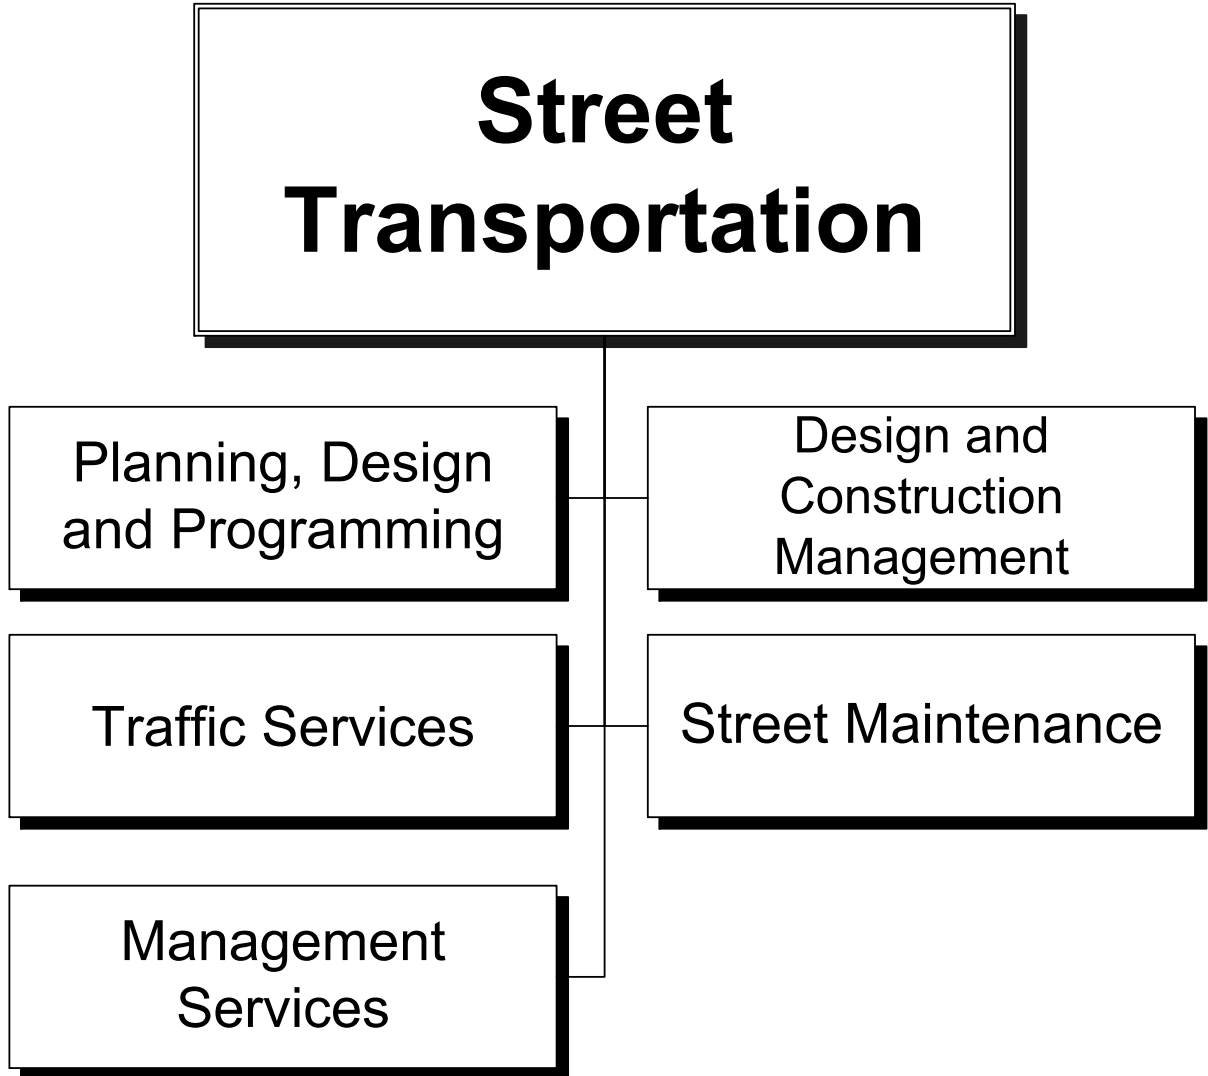 Street
Transportation
Planning, Design
and Programming
Design and
Construction
Management
Traffic Services
Street Maintenance
Management
Services